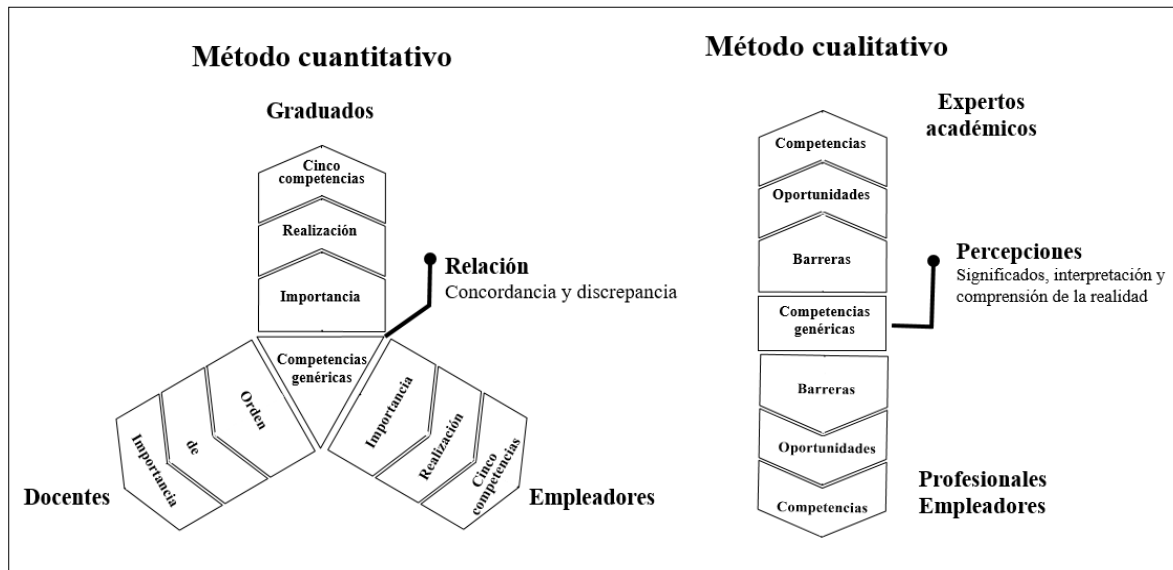 Método cuantitativo
Graduados
Cinco
competencias
Realización
Importancia
Relación
Concordancia y discrepancia
Competencias
genéricas
Orden
de
Importancia
Docentes
Importancia
Realización
Cinco
competencias
Empleadores
Método cualitativo
Expertos
académicos
Competencias
Oportunidades
Barreras
Competencias
genéricas
Percepciones
Significados, interpretación y
comprensión de la realidad
Barreras
Oportunidades
Competencias
Profesionales
Empleadores